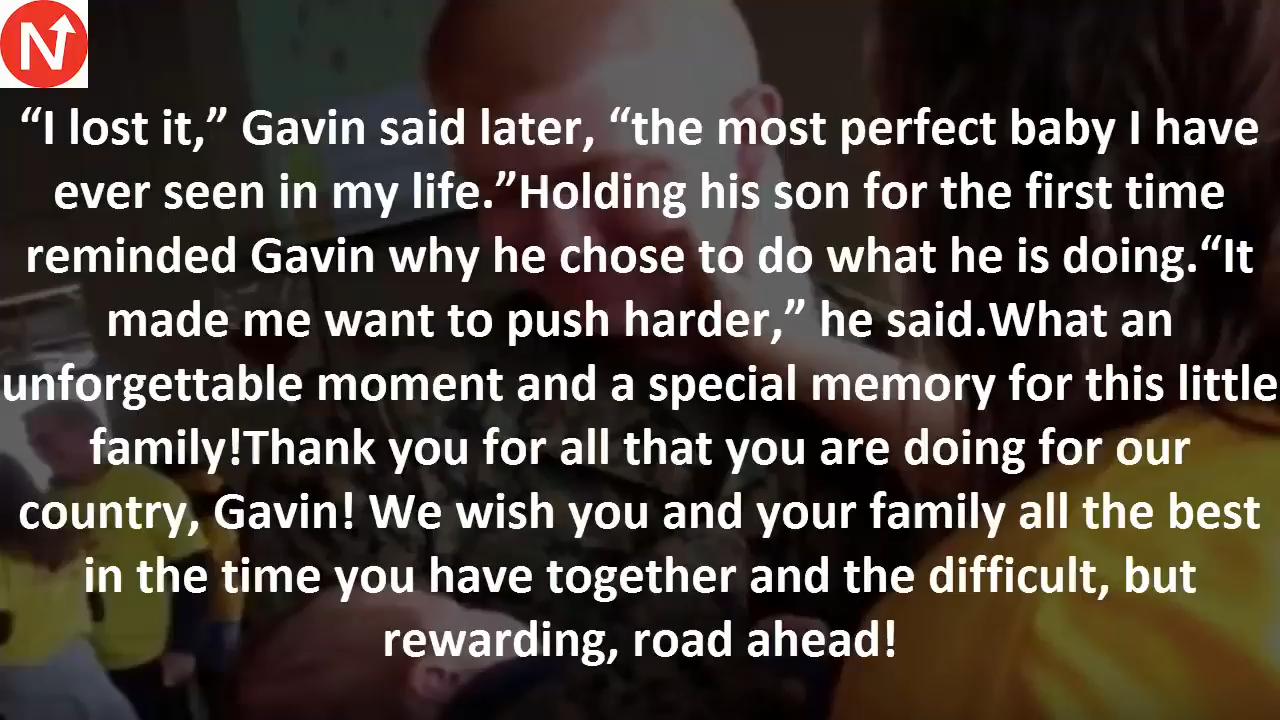 N
“I lost it,” Gavin said later, “the most perfect baby I have
ever seen in my life.”Holding his son for the first time
reminded Gavin why he chose to do what he is doing.“It
made me want to push harder,” he said.What an
unforgettable moment and a special memory for this little
family!Thank you for all that you are doing for our
country, Gavin! We wish you and your family all the best
in the time you have together and the difficult, but
rewarding, road ahead!